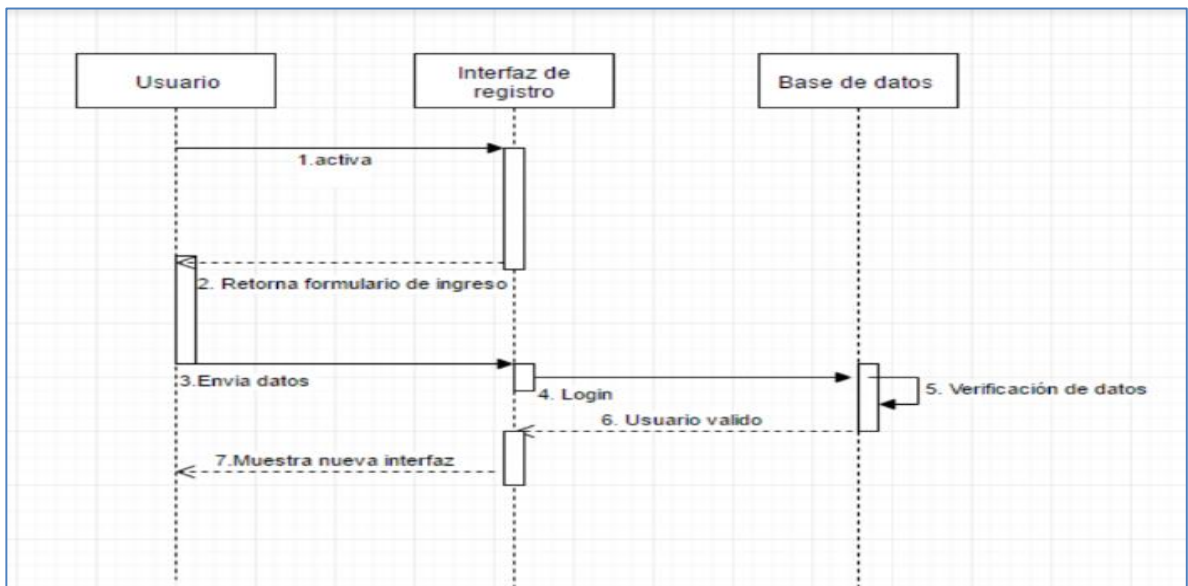 Usuario
Interfaz de
registro
Base de datos
1.activa
2. Retorna formulario de ingreso
3.Envia datos
4. Login
5. Verificación de datos
6. Usuario valido
7.Muestra nueva interfaz